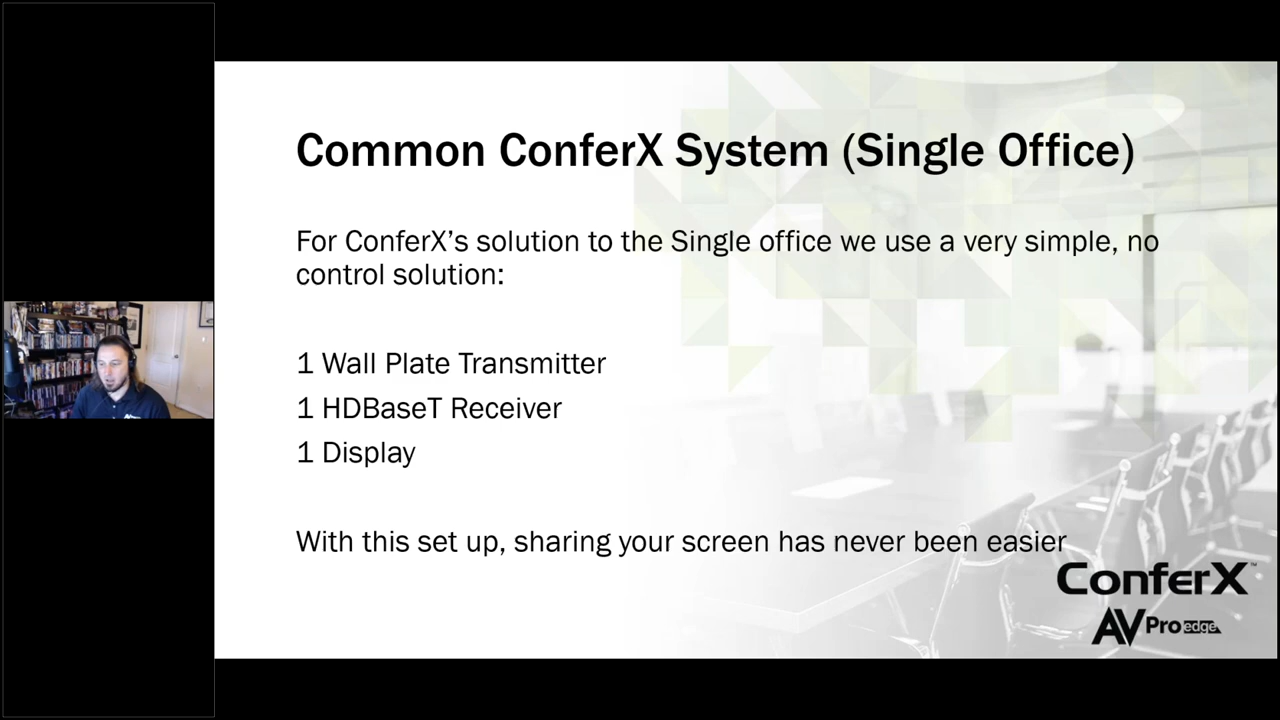 Common ConferX System (Single Office)
For ConferX’s solution to the Single office we use a very simple, no
control solution:
1 Wall Plate Transmitter
1 HDBaseT Receiver
1 Display
With this set up, sharing your screen has never been easier
ConferX™
AVPro edge